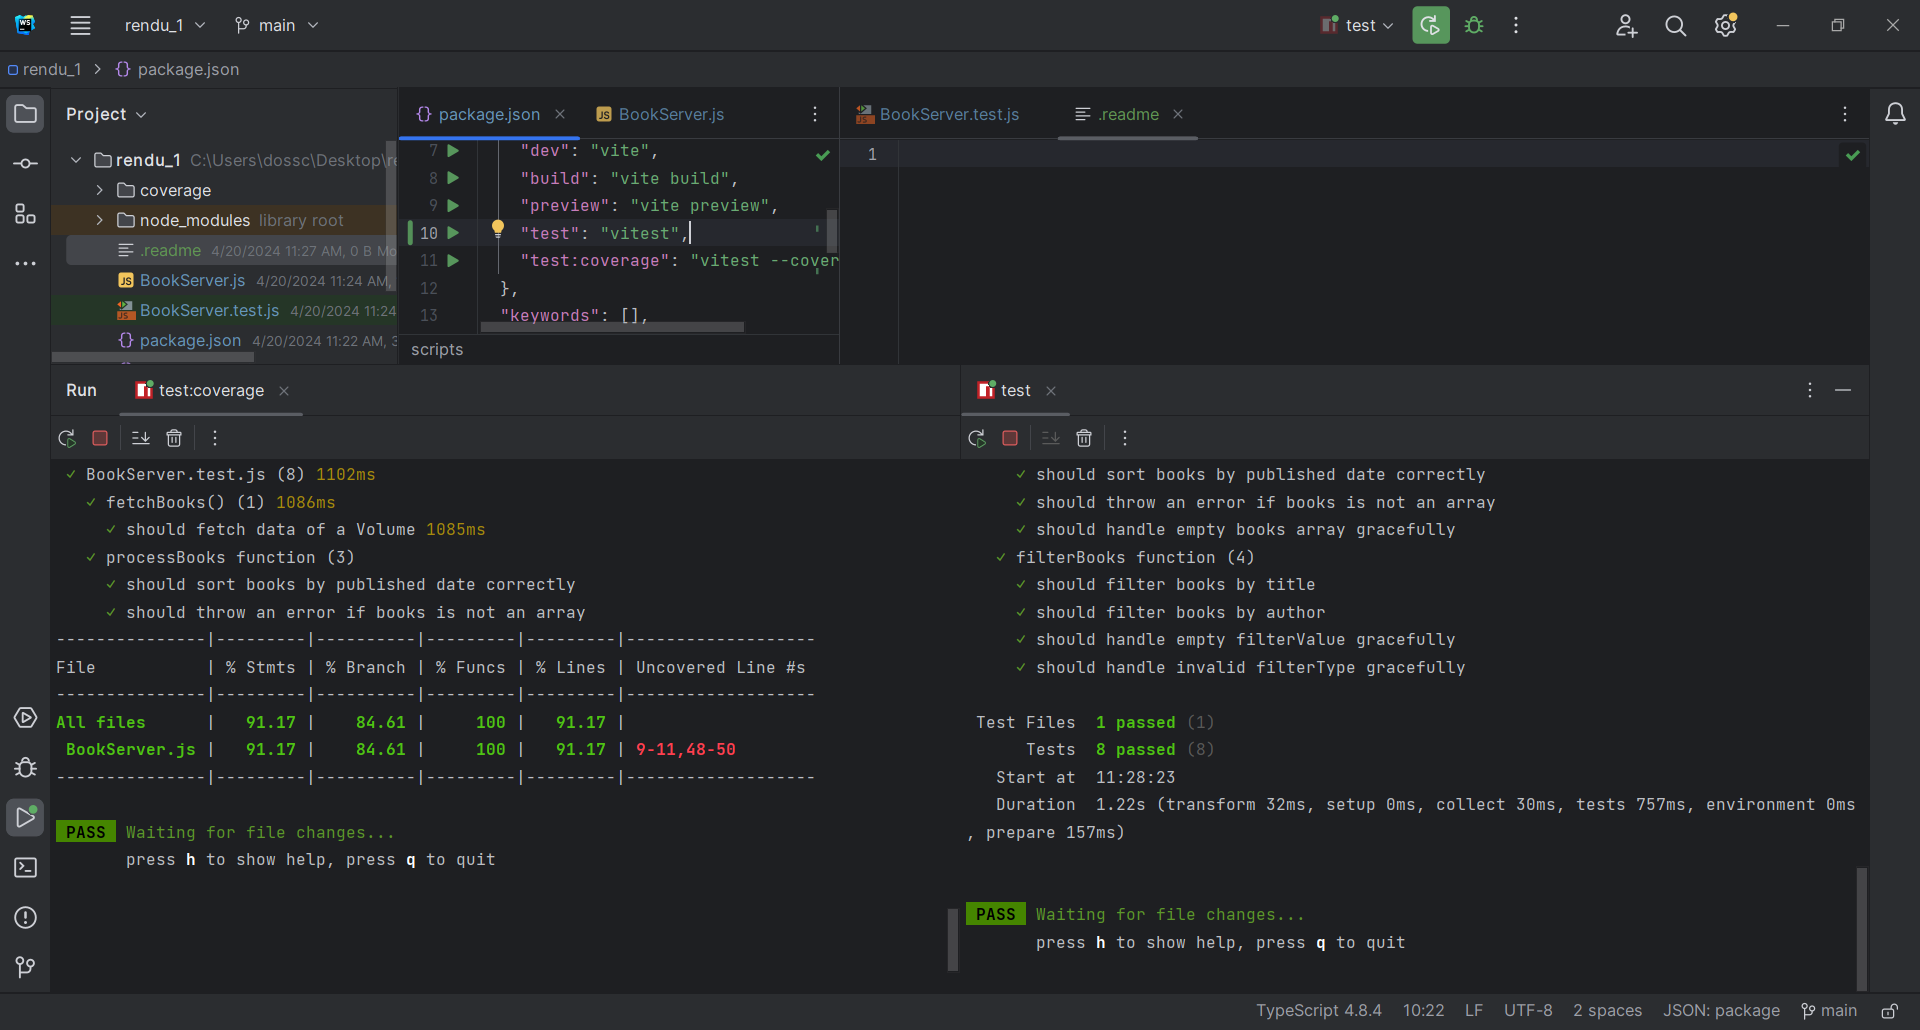 WS
rendu_1
main
test
rendu_1
package.json
Project
rendu_1 C:\Users\dossc\Desktop\
coverage
node_modules library root
.readme 4/20/2024 11:27 AM, 0 B
BookServer.js 4/20/2024 11:24 AM,
BookServer.test.js 4/20/2024 11:24
package.json 4/20/2024 11:22 AM, 3
package.json
BookServer.js
7 "dev": "vite",
8 "build": "vite build",
9 "preview": "vite preview",
10 "test": "vitest",
11 "test:coverage": "vitest --cover
12 },
13 "keywords": [],
scripts
BookServer.test.js
.readme
1
Run
test:coverage
✓ BookServer.test.js (8) 1102ms
✓ fetchBooks() (1) 1086ms
✓ should fetch data of a Volume 1085ms
✓ processBooks function (3)
✓ should sort books by published date correctly
✓ should throw an error if books is not an array
---------------|---------|----------|---------|---------|-------------------
File | % Stmts | % Branch | % Funcs | % Lines | Uncovered Line #s
---------------|---------|----------|---------|---------|-------------------
All files | 91.17 | 84.61 | 100 | 91.17 |
BookServer.js | 91.17 | 84.61 | 100 | 91.17 | 9-11,48-50
---------------|---------|----------|---------|---------|-------------------
PASS Waiting for file changes...
press h to show help, press q to quit
test
✓ should sort books by published date correctly
✓ should throw an error if books is not an array
✓ should handle empty books array gracefully
✓ filterBooks function (4)
✓ should filter books by title
✓ should filter books by author
✓ should handle empty filterValue gracefully
✓ should handle invalid filterType gracefully
Test Files 1 passed (1)
Tests 8 passed (8)
Start at 11:28:23
Duration 1.22s (transform 32ms, setup 0ms, collect 30ms, tests 757ms, environment 0ms
, prepare 157ms)
PASS Waiting for file changes...
press h to show help, press q to quit
TypeScript 4.8.4 10:22 LF UTF-8 2 spaces JSON: package main